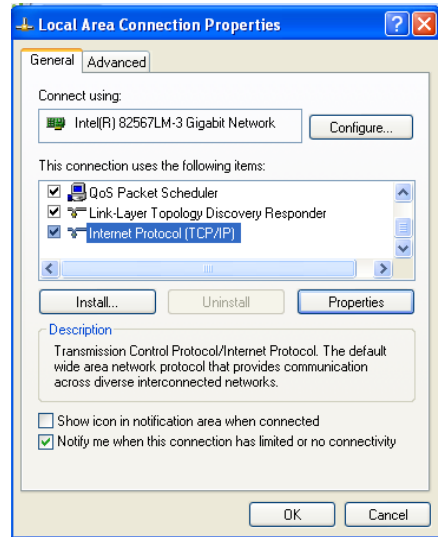 Local Area Connection Properties
General Advanced
Connect using:
Intel(R) 82567LM-3 Gigabit Network Configure...
This connection uses the following items:
QoS Packet Scheduler
Link-Layer Topology Discovery Responder
Internet Protocol (TCP/IP)
Install... Uninstall Properties
Description
Transmission Control Protocol/Internet Protocol. The default
wide area network protocol that provides communication
across diverse interconnected networks.
Show icon in notification area when connected
Notify me when this connection has limited or no connectivity
OK Cancel